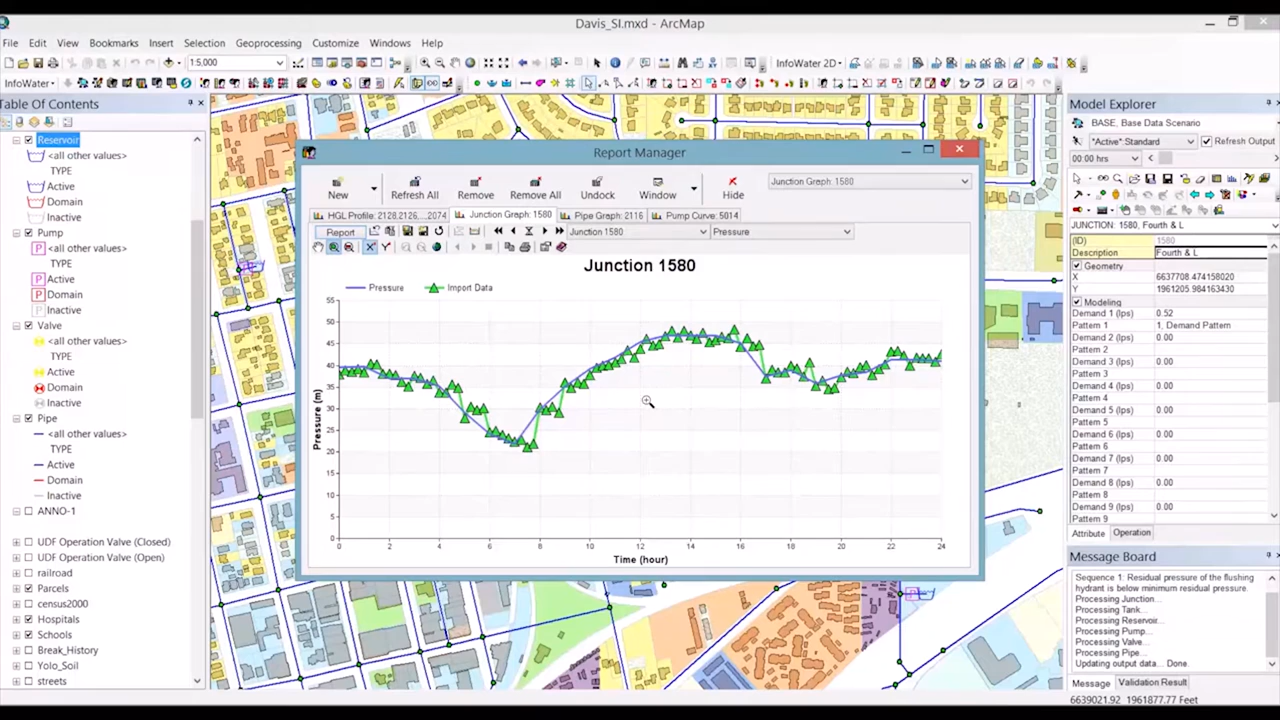 Davis_SI.mxd - ArcMap
File Edit View Bookmarks Insert Selection Geoprocessing Customize Windows Help
1:5,000
InfoWater 2D
InfoWater
Table Of Contents
Reservoir
<all other values>
TYPE
Active
Domain
Inactive
Pump
<all other values>
TYPE
Active
Domain
Inactive
Valve
<all other values>
TYPE
Active
Domain
Inactive
Pipe
<all other values>
TYPE
Active
Domain
Inactive
ANNO-1
UDF Operation Valve (Closed)
UDF Operation Valve (Open)
railroad
Parcels
census2000
Hospitals
Schools
Break_History
Yolo_Soil
streets
Report Manager
New Refresh All Remove Remove All Undock Window Hide
Junction Graph: 1580
HGL Profile: 2128,2126,...,2074 Junction Graph: 1580 Pipe Graph: 2116 Pump Curve: 5014
Report Junction 1580 Pressure
Junction 1580
Pressure Import Data
55
50
45
40
35
30
25
20
15
10
5
0
Pressure (m)
0 2 4 6 8 10 12 14 16 18 20 22 24
Time (hour)
Model Explorer
BASE, Base Data Scenario
*Active*:Standard Refresh Output
00:00 hrs
JUNCTION: 1580, Fourth & L
(ID) 1580
Description Fourth & L
Geometry
X 6637708.474158020
Y 1961205.984163430
Modeling
Demand 1 (lps) 0.52
Pattern 1 1, Demand Pattern
Demand 2 (lps) 0.00
Pattern 2
Demand 3 (lps) 0.00
Pattern 3
Demand 4 (lps) 0.00
Pattern 4
Demand 5 (lps) 0.00
Pattern 5
Demand 6 (lps) 0.00
Pattern 6
Demand 7 (lps) 0.00
Pattern 7
Demand 8 (lps) 0.00
Pattern 8
Demand 9 (lps) 0.00
Pattern 9
Attribute Operation
Message Board
Sequence 1: Residual pressure of the flushing
hydrant is below minimum residual pressure.
Processing Junction...
Processing Tank...
Processing Reservoir...
Processing Pump...
Processing Valve...
Processing Pipe...
Updating output data... Done.
Message Validation Result
6639021.92 1961877.77 Feet